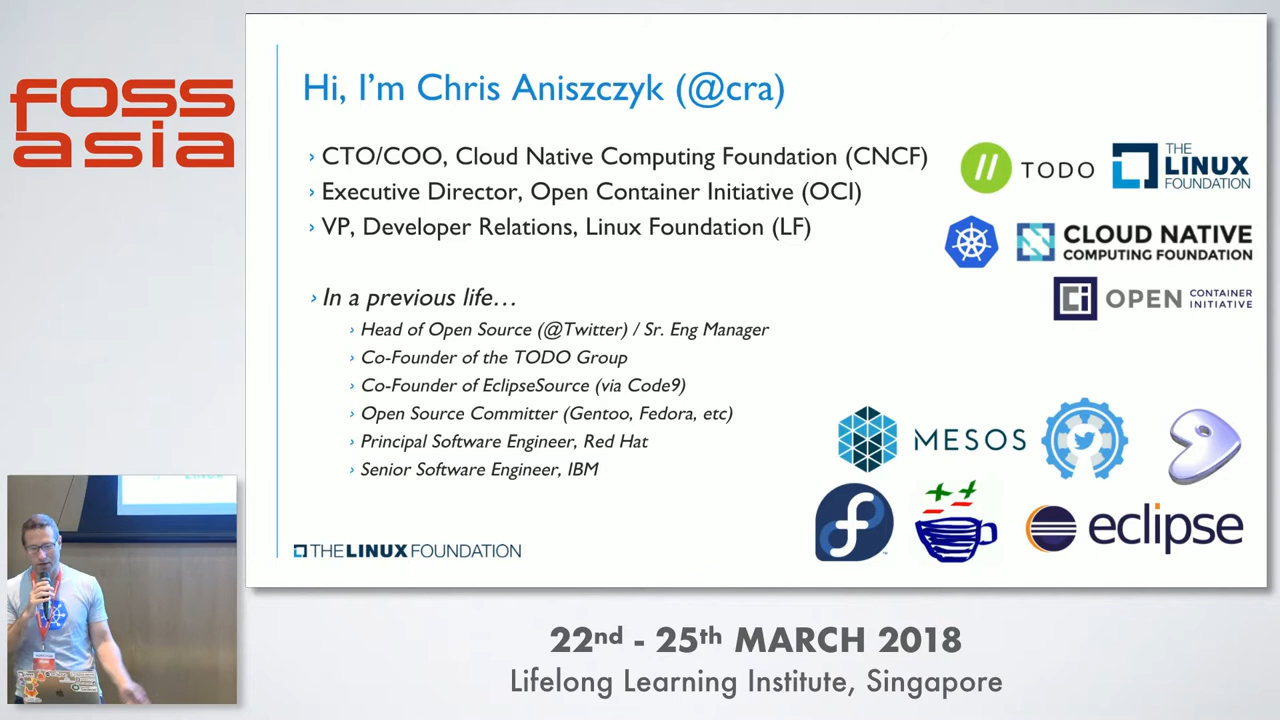 foss
asia
Hi, I'm Chris Aniszczyk (@cra)
› CTO/COO, Cloud Native Computing Foundation (CNCF)
› Executive Director, Open Container Initiative (OCI)
› VP, Developer Relations, Linux Foundation (LF)
› In a previous life…
› Head of Open Source (@Twitter) / Sr. Eng Manager
› Co-Founder of the TODO Group
› Co-Founder of EclipseSource (via Code9)
› Open Source Committer (Gentoo, Fedora, etc)
› Principal Software Engineer, Red Hat
› Senior Software Engineer, IBM
TODO
THE
LINUX
FOUNDATION
CLOUD NATIVE
COMPUTING FOUNDATION
OPEN CONTAINER
INITIATIVE
MESOS
eclipse
THE LINUX FOUNDATION
22nd - 25th MARCH 2018
Lifelong Learning Institute, Singapore